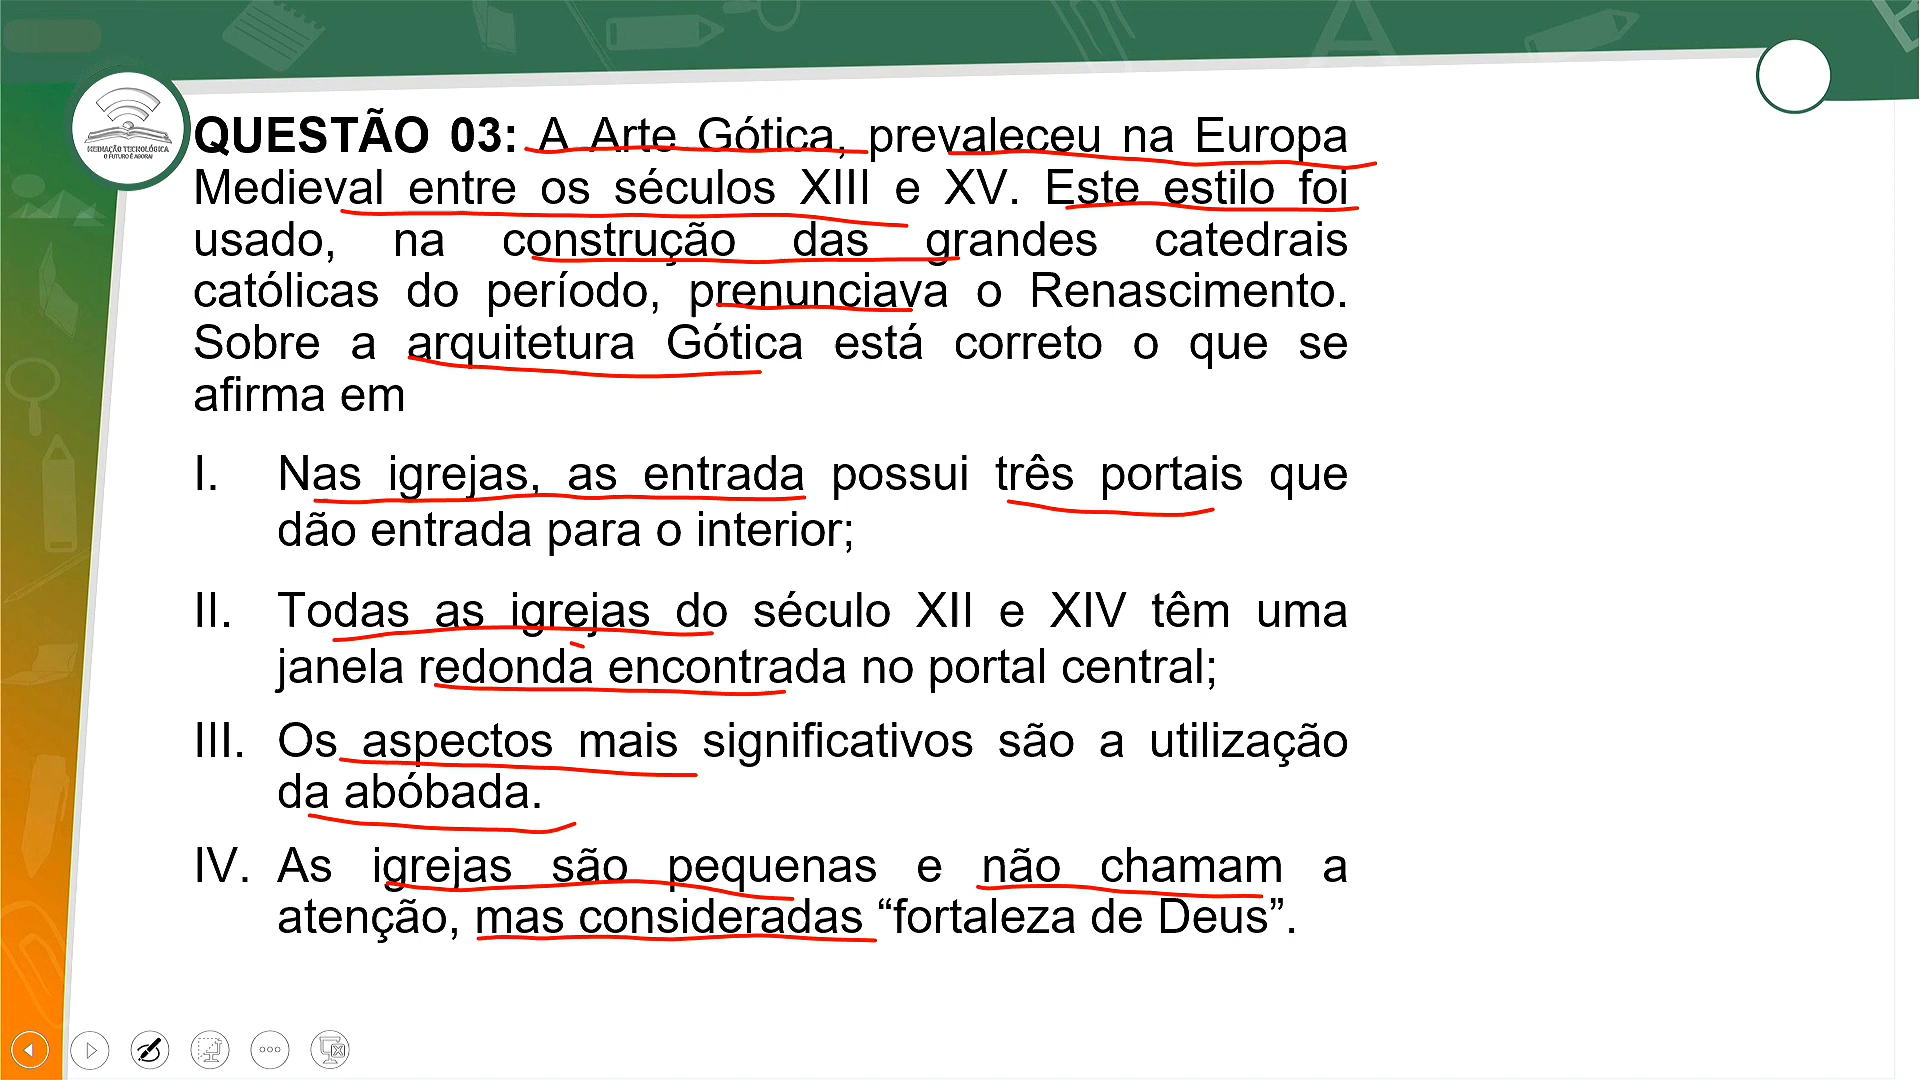 MEDIAÇÃO TECNOLÓGICA
O FUTURO É AGORA!
QUESTÃO 03: A Arte Gótica, prevaleceu na Europa
Medieval entre os séculos XIII e XV. Este estilo foi
usado, na construção das grandes catedrais
católicas do período, prenunciava o Renascimento.
Sobre a arquitetura Gótica está correto o que se
afirma em
I. Nas igrejas, as entrada possui três portais que
dão entrada para o interior;
II. Todas as igrejas do século XII e XIV têm uma
janela redonda encontrada no portal central;
III. Os aspectos mais significativos são a utilização
da abóbada.
IV. As igrejas são pequenas e não chamam a
atenção, mas consideradas “fortaleza de Deus”.